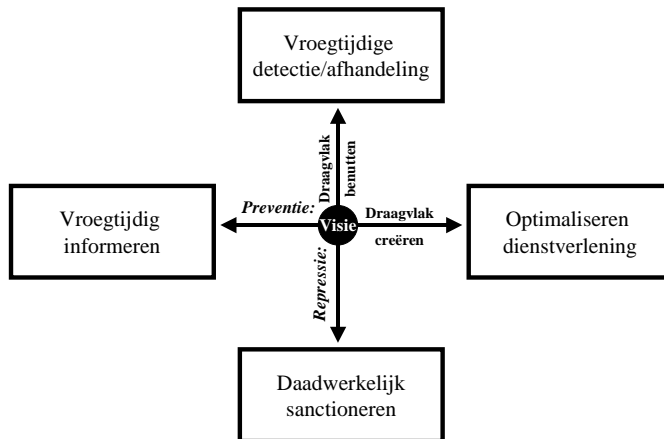 Vroegtijdige
detectie/afhandeling
Draagvlak
benutten
Vroegtijdig
informeren
Preventie:
Visie
Draagvlak
creëren
Optimaliseren
dienstverlening
Repressie:
Daadwerkelijk
sanctioneren